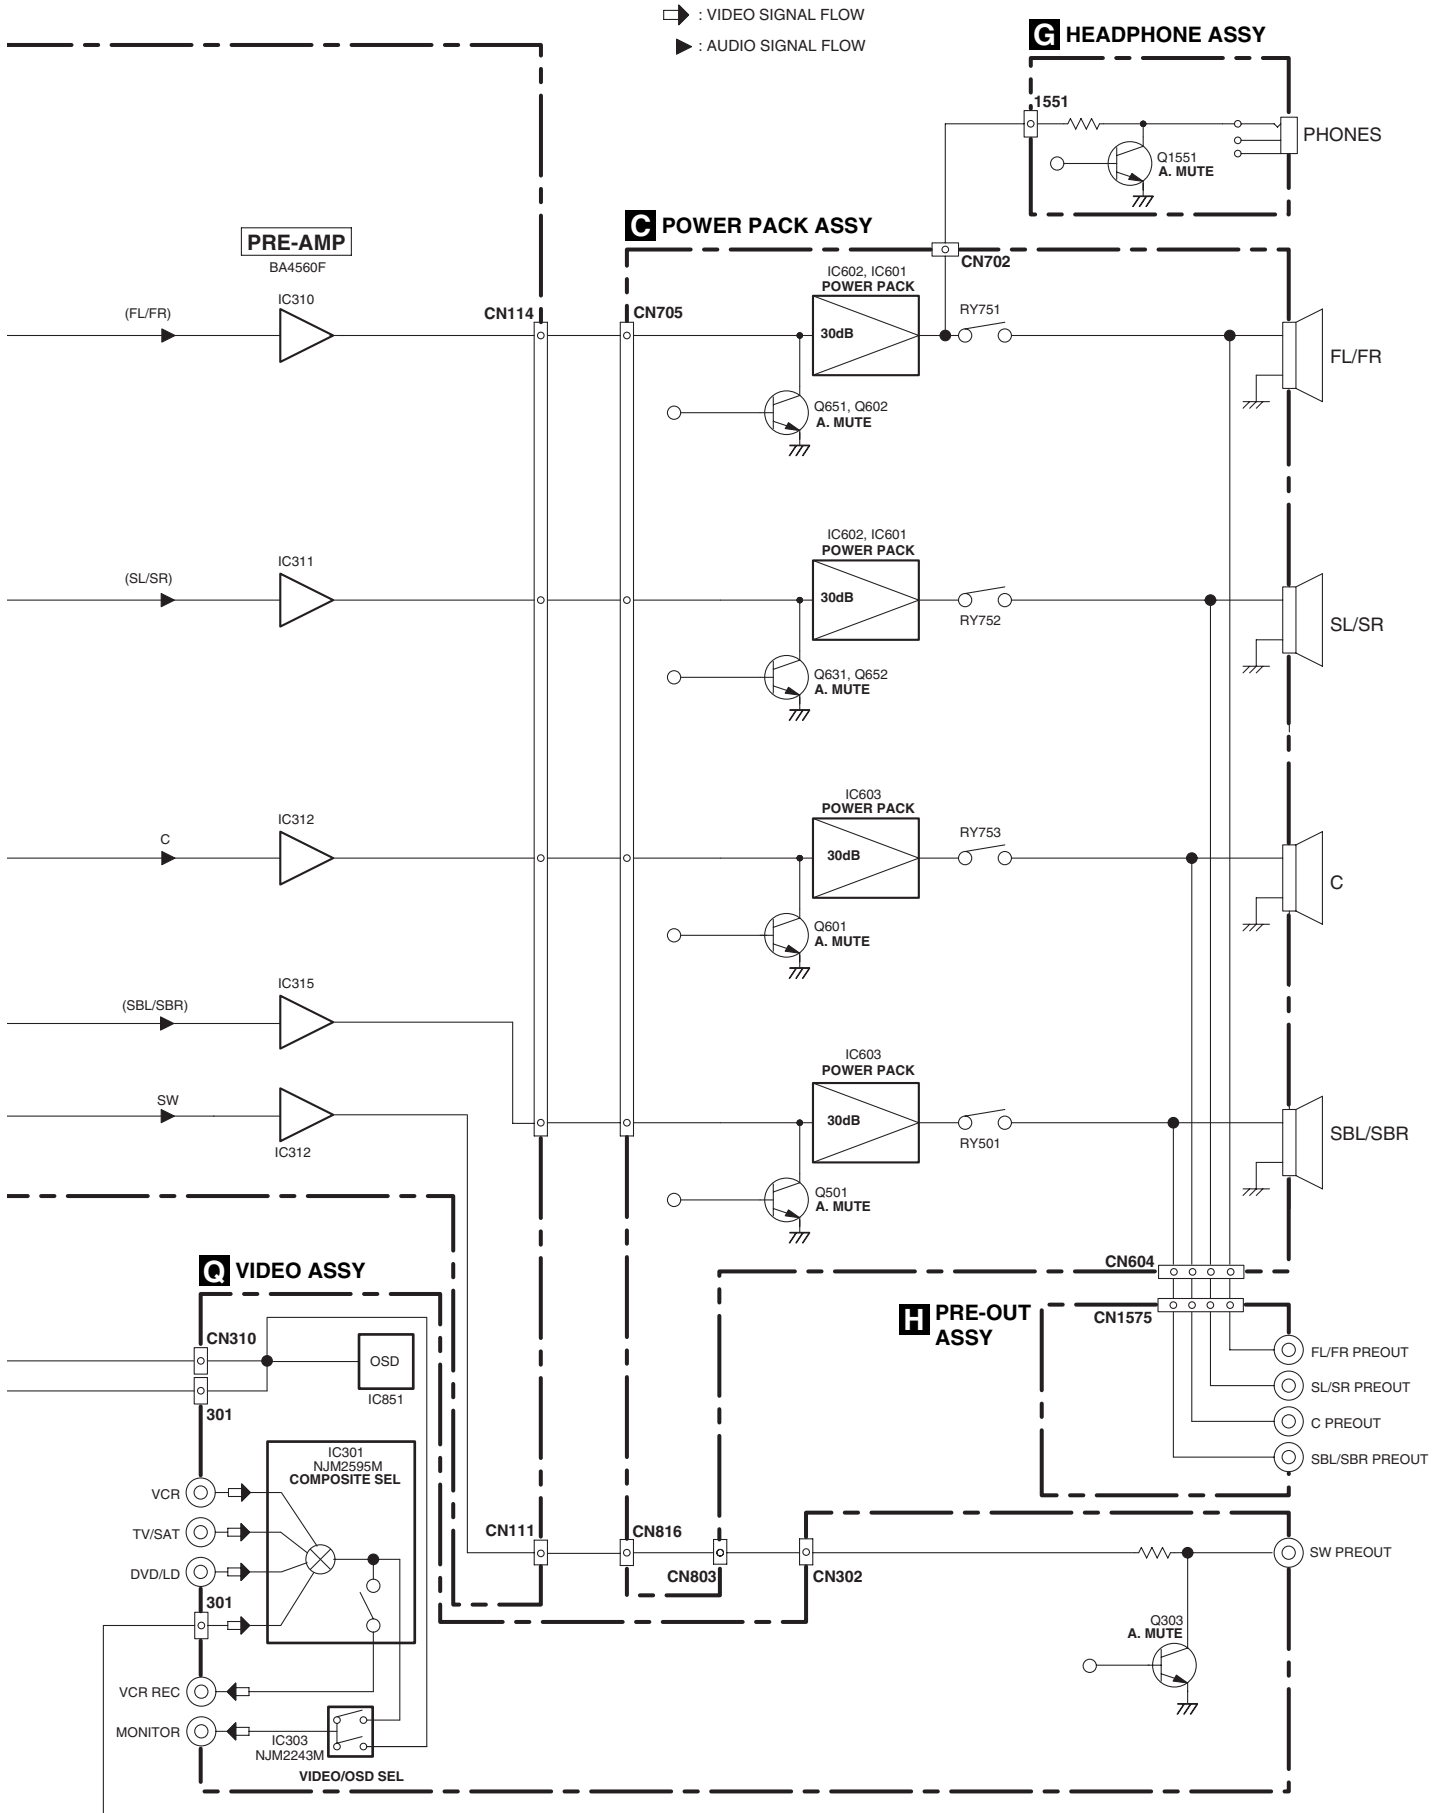 : VIDEO SIGNAL FLOW
: AUDIO SIGNAL FLOW
G HEADPHONE ASSY
1551
PHONES
Q1551
A. MUTE
C POWER PACK ASSY
CN702
PRE-AMP
BA4560F
(FL/FR)
IC310
CN114
CN705
IC602, IC601
POWER PACK
30dB
RY751
FL/FR
Q651, Q602
A. MUTE
(SL/SR)
IC311
IC602, IC601
POWER PACK
30dB
RY752
SL/SR
Q631, Q652
A. MUTE
C
IC312
IC603
POWER PACK
30dB
RY753
C
Q601
A. MUTE
(SBL/SBR)
IC315
SW
IC312
IC603
POWER PACK
30dB
RY501
SBL/SBR
Q501
A. MUTE
CN604
Q VIDEO ASSY
H PRE-OUT
ASSY
CN1575
CN310
OSD
IC851
301
FL/FR PREOUT
SL/SR PREOUT
C PREOUT
SBL/SBR PREOUT
IC301
NJM2595M
COMPOSITE SEL
VCR
TV/SAT
DVD/LD
301
VCR REC
MONITOR
IC303
NJM2243M
VIDEO/OSD SEL
CN111
CN816
CN803
CN302
SW PREOUT
Q303
A. MUTE